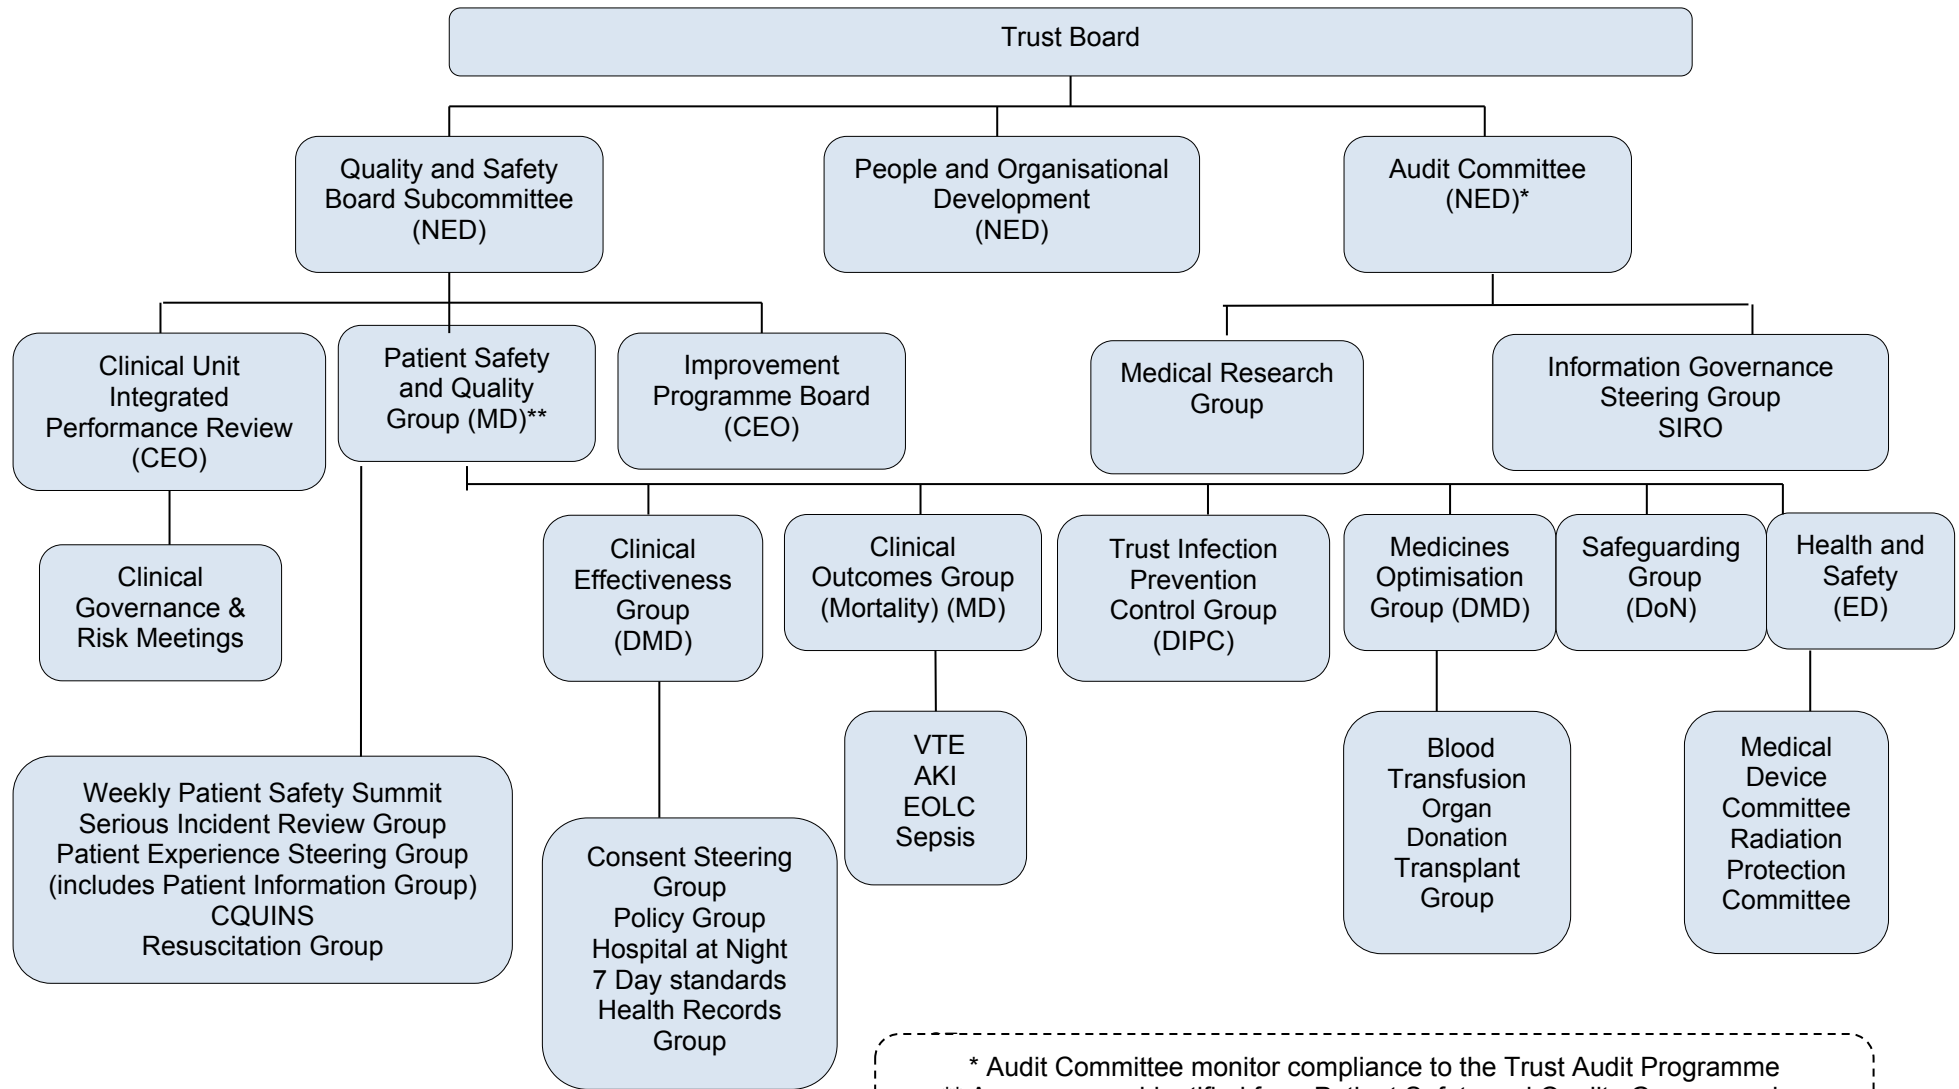 Trust Board
Quality and Safety
Board Subcommittee
(NED)
People and Organisational
Development
(NED)
Audit Committee
(NED)*
Clinical Unit
Integrated
Performance Review
(CEO)
Patient Safety
and Quality
Group (MD)**
Improvement
Programme Board
(CEO)
Medical Research
Group
Information Governance
Steering Group
SIRO
Clinical
Governance &
Risk Meetings
Clinical
Effectiveness
Group
(DMD)
Clinical
Outcomes Group
(Mortality) (MD)
Trust Infection
Prevention
Control Group
(DIPC)
Medicines
Optimisation
Group (DMD)
Safeguarding
Group
(DoN)
Health and
Safety
(ED)
Weekly Patient Safety Summit
Serious Incident Review Group
Patient Experience Steering Group
(includes Patient Information Group)
CQUINS
Resuscitation Group
Consent Steering
Group
Policy Group
Hospital at Night
7 Day standards
Health Records
Group
VTE
AKI
EOLC
Sepsis
Blood
Transfusion
Organ
Donation
Transplant
Group
Medical
Device
Committee
Radiation
Protection
Committee
* Audit Committee monitor compliance to the Trust Audit Programme